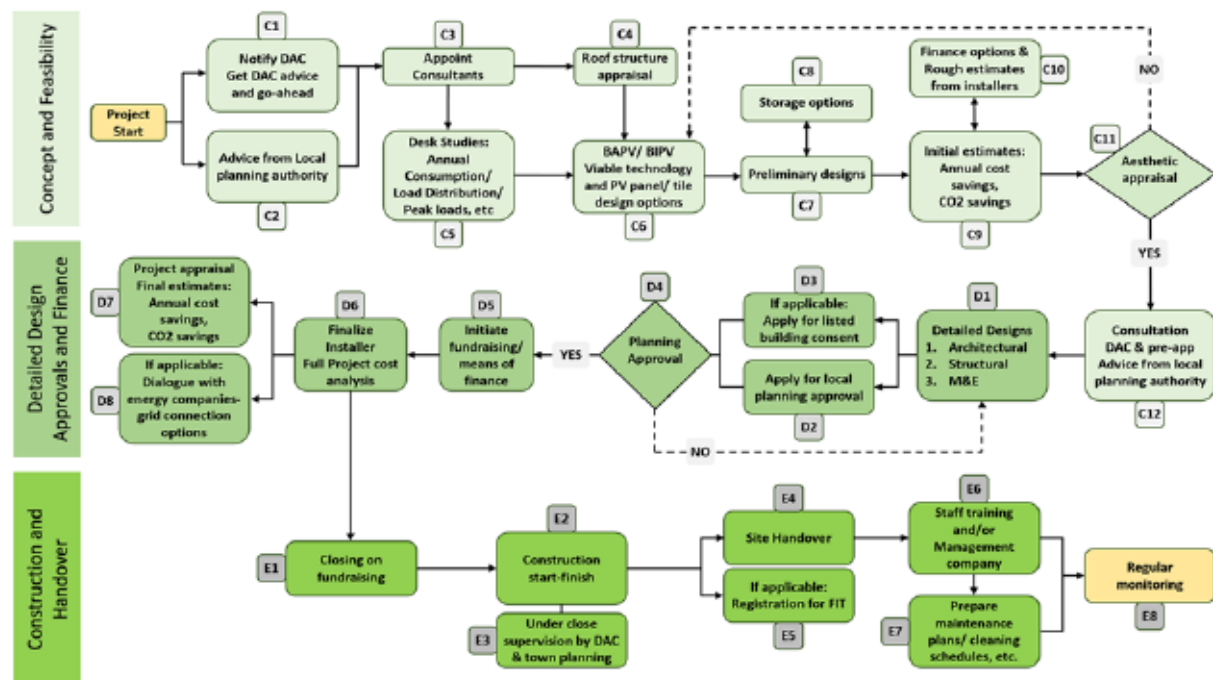 Concept and Feasibility
Project
Start
C1
Notify DAC
Get DAC advice
and go-ahead
Advice from Local
planning authority
C2
C3
Appoint
Consultants
Desk Studies:
Annual
Consumption/
Load Distribution/
Peak loads, etc
C5
C4
Roof structure
appraisal
BAPV/ BIPV
Viable technology
and PV panel/ tile
design options
C6
C8
Storage options
Preliminary designs
C7
Finance options &
Rough estimates
from installers
C10
Initial estimates:
Annual cost
savings,
CO2 savings
C9
NO
C11
Aesthetic
appraisal
YES
Consultation
DAC & pre-app
Advice from local
planning authority
C12
Detailed Design
Approvals and Finance
D1
Detailed Designs
1. Architectural
2. Structural
3. M&E
D3
If applicable:
Apply for listed
building consent
Apply for local
planning approval
D2
D4
Planning
Approval
NO
YES
D5
Initiate
fundraising/
means of
finance
D6
Finalize
Installer
Full Project cost
analysis
D7
Project appraisal
Final estimates:
Annual cost
savings,
CO2 savings
D8
If applicable:
Dialogue with
energy companies-
grid connection
options
Construction and
Handover
E1
Closing on
fundraising
E2
Construction
start-finish
E3
Under close
supervision by DAC
& town planning
E4
Site Handover
If applicable:
Registration for FIT
E5
E6
Staff training
and/or
Management
company
E7
Prepare
maintenance
plans/ cleaning
schedules, etc.
Regular
monitoring
E8